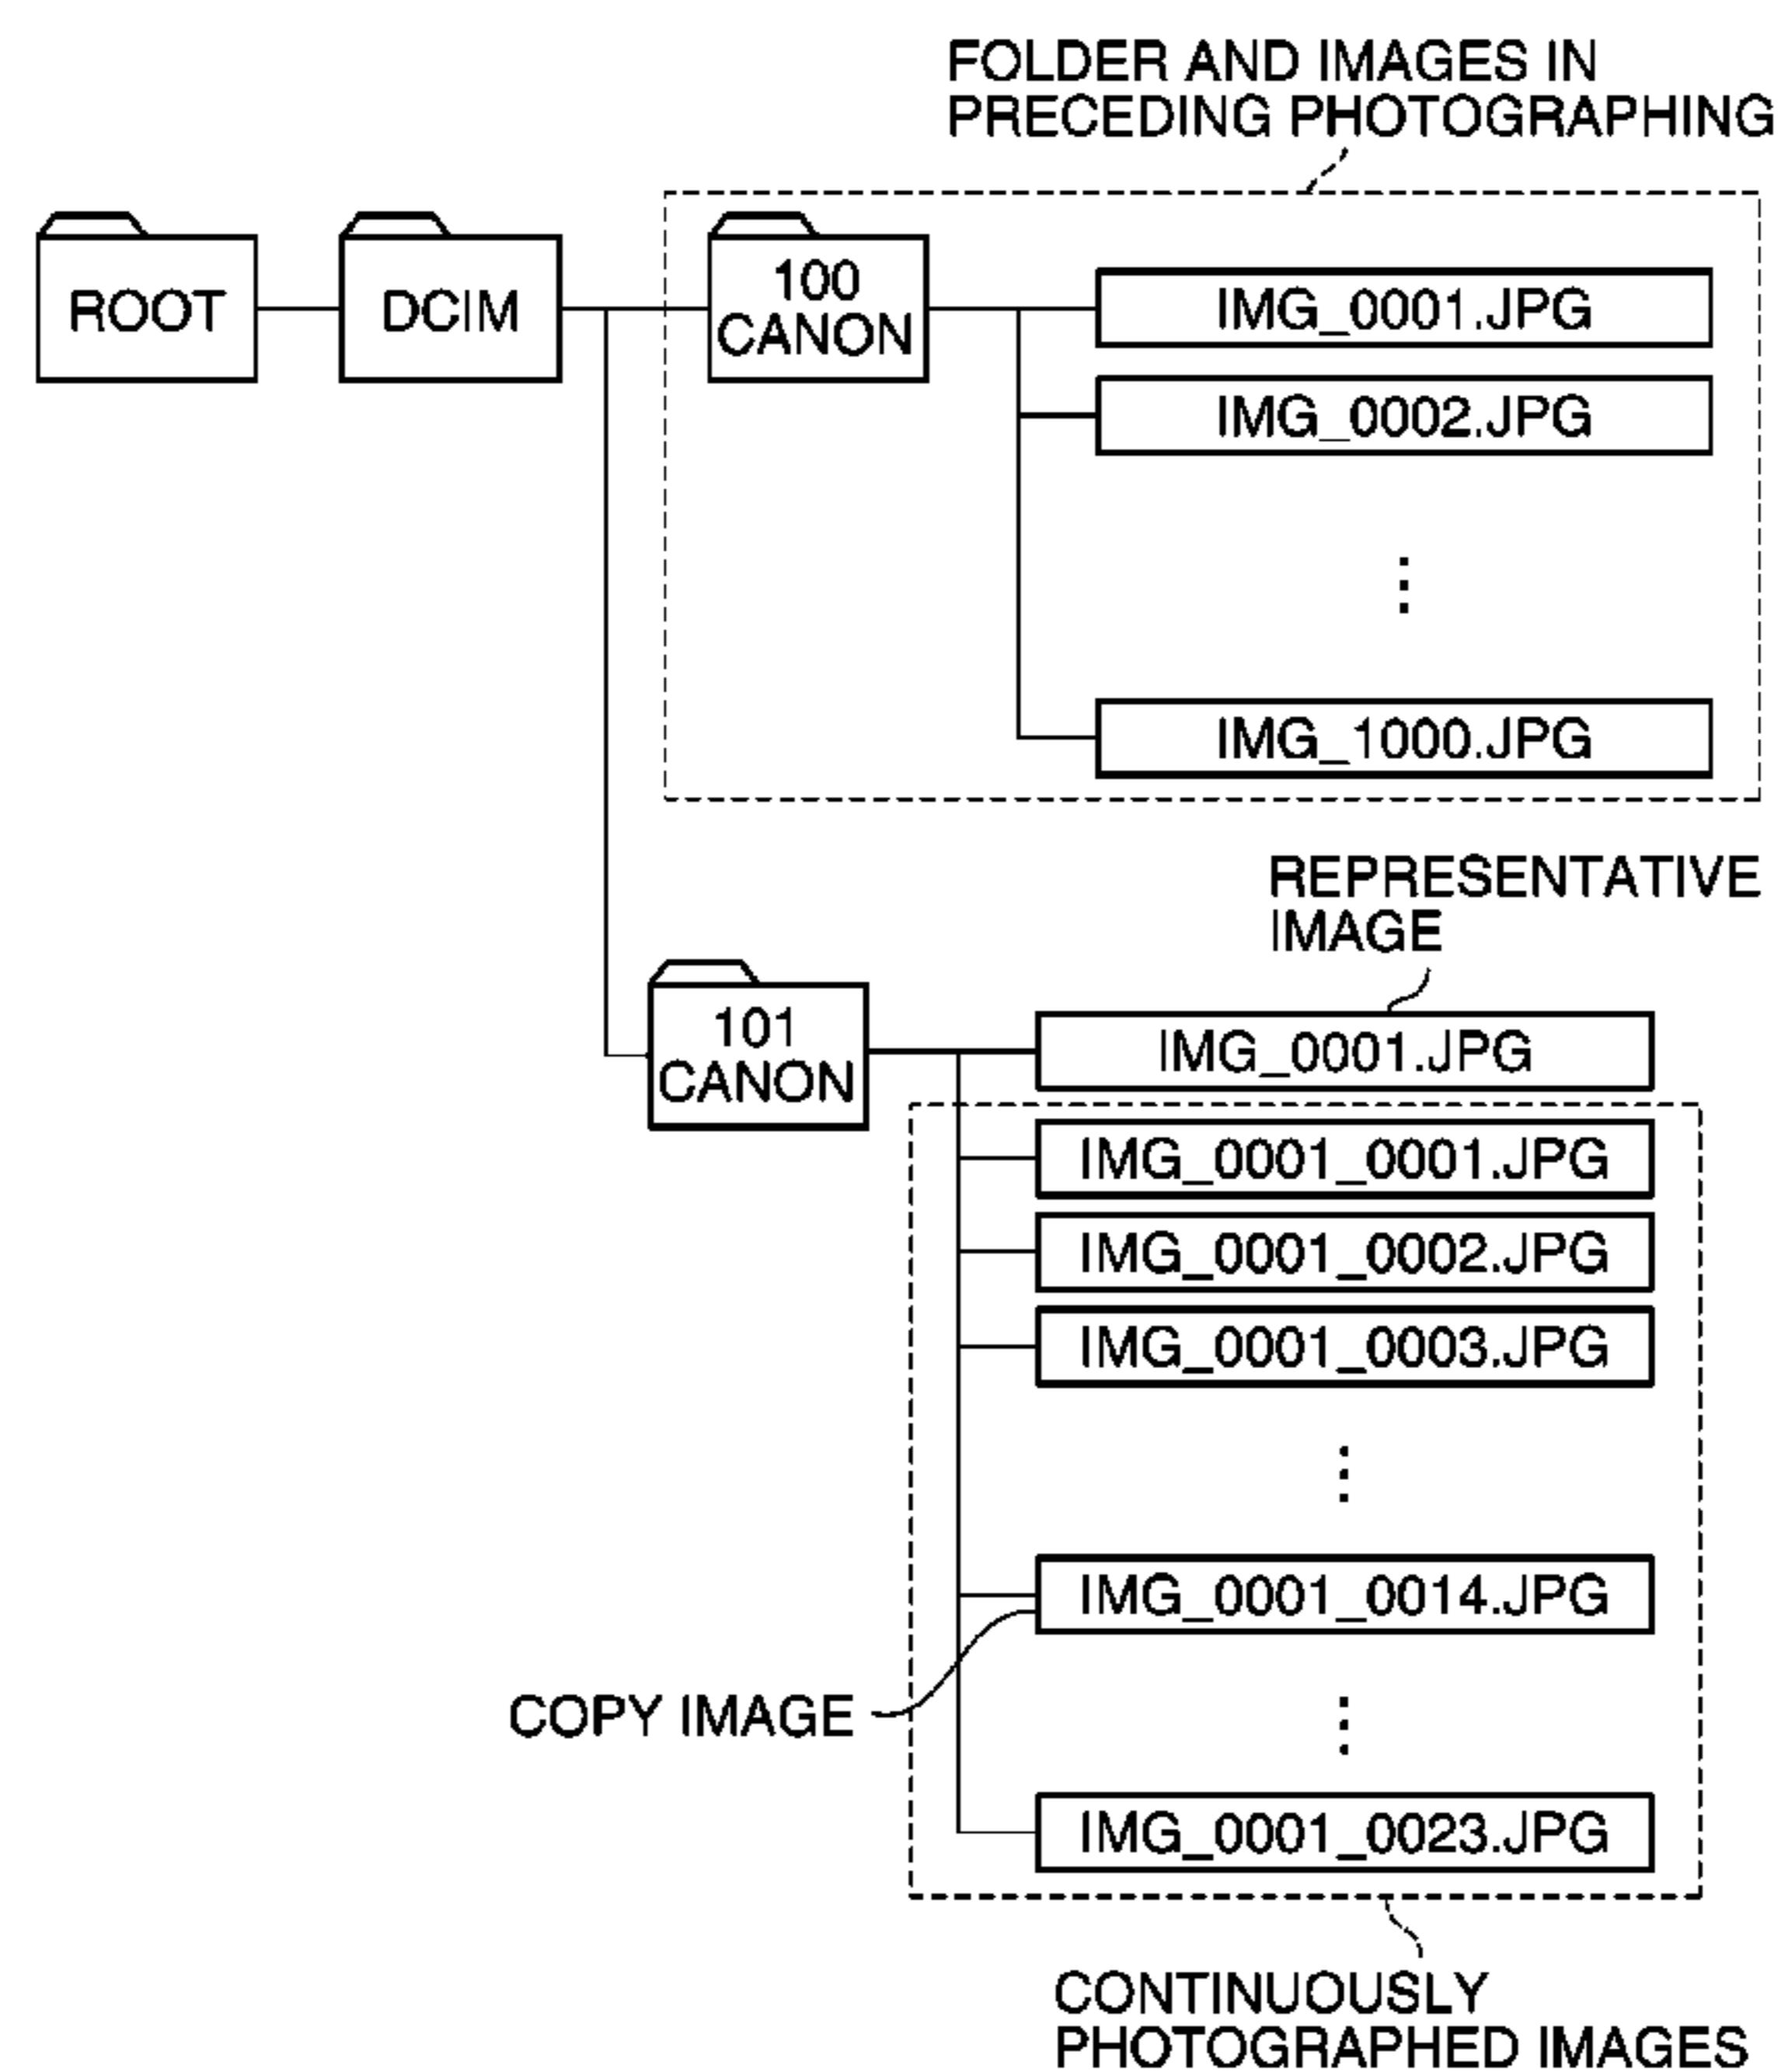 FOLDER AND IMAGES IN
PRECEDING PHOTOGRAPHING
ROOT
DCIM
100
CANON
IMG_0001.JPG
IMG_0002.JPG
IMG_1000.JPG
REPRESENTATIVE
IMAGE
101
CANON
IMG_0001.JPG
IMG_0001_0001.JPG
IMG_0001_0002.JPG
IMG_0001_0003.JPG
IMG_0001_0014.JPG
COPY IMAGE
IMG_0001_0023.JPG
CONTINUOUSLY
PHOTOGRAPHED IMAGES